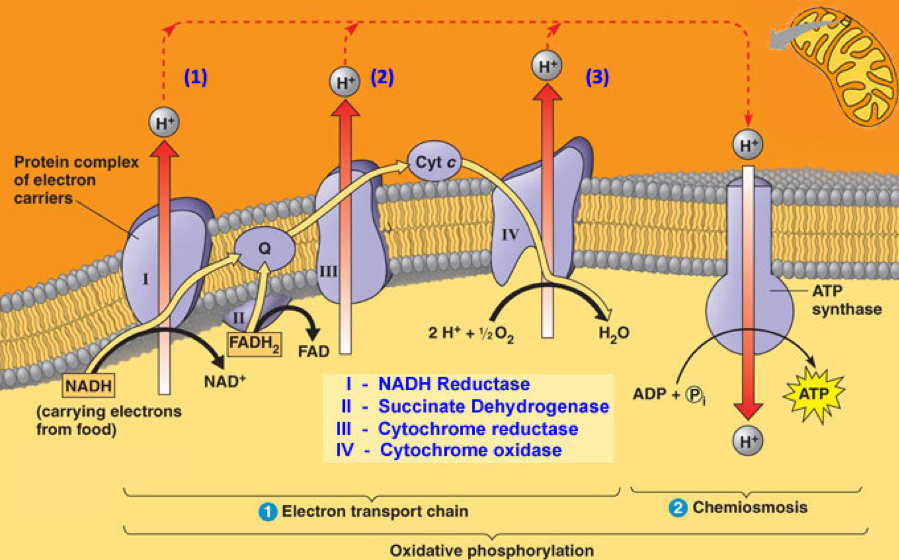 (1)
(2)
(3)
H⁺
H⁺
H⁺
H⁺
Protein complex
of electron
carriers
Cyt c
Q
I
II
III
IV
ATP
synthase
FADH₂
FAD
2 H⁺ + ½O₂
H₂O
NADH
NAD⁺
(carrying electrons
from food)
ADP + Pᵢ
ATP
H⁺
I - NADH Reductase
II - Succinate Dehydrogenase
III - Cytochrome reductase
IV - Cytochrome oxidase
1 Electron transport chain
2 Chemiosmosis
Oxidative phosphorylation